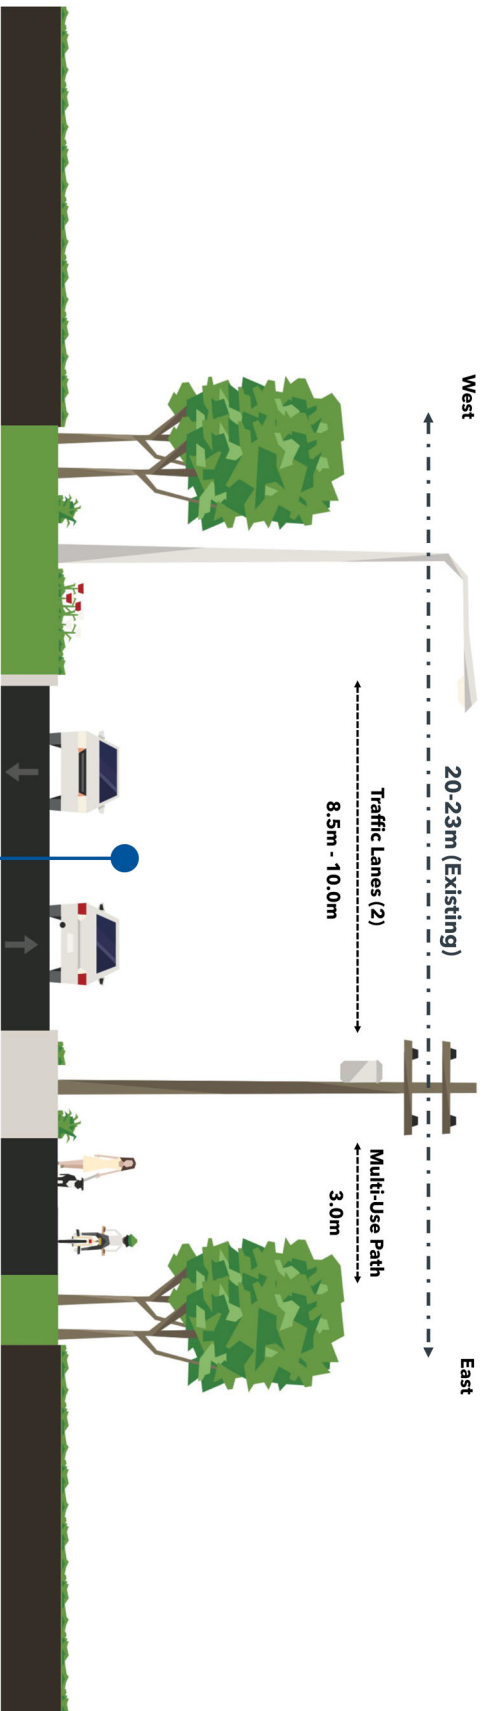 West
East
20-23m (Existing)
Traffic Lanes (2)
8.5m - 10.0m
Multi-Use Path
3.0m